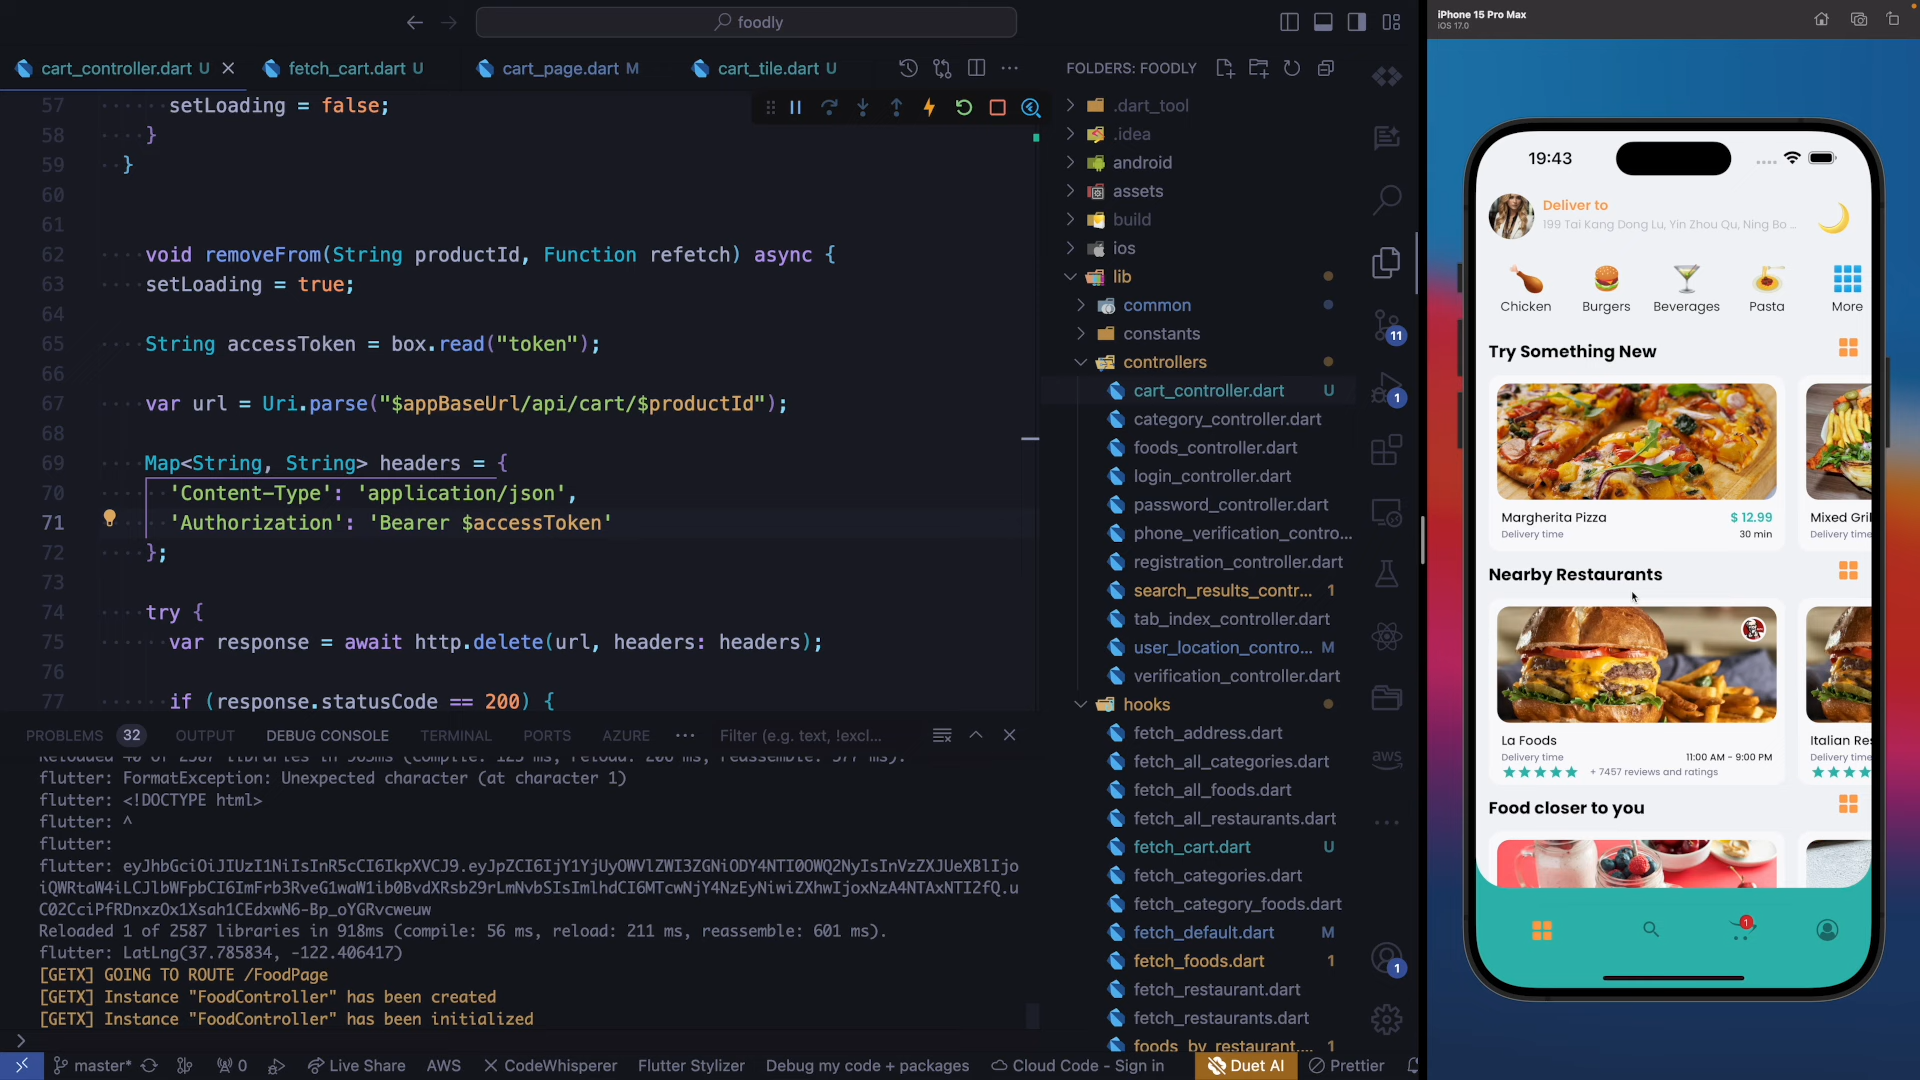 foodly
cart_controller.dart U
fetch_cart.dart U
cart_page.dart M
cart_tile.dart U
57 setLoading = false;
58 }
59 }
60
61
62 void removeFrom(String productId, Function refetch) async {
63 setLoading = true;
64
65 String accessToken = box.read("token");
66
67 var url = Uri.parse("$appBaseUrl/api/cart/$productId");
68
69 Map<String, String> headers = {
70 'Content-Type': 'application/json',
71 'Authorization': 'Bearer $accessToken'
72 };
73
74 try {
75 var response = await http.delete(url, headers: headers);
76
77 if (response.statusCode == 200) {
PROBLEMS 32 OUTPUT DEBUG CONSOLE TERMINAL PORTS AZURE ... Filter (e.g. text, !excl...
flutter: FormatException: Unexpected character (at character 1)
flutter: <!DOCTYPE html>
flutter: ^
flutter:
flutter: eyJhbGciOiJIUzI1NiIsInR5cCI6IkpXVCJ9.eyJpZCI6IjY1YjUyOWVlZWI3ZGNiODY4NTI0OWQ2NyIsInVzZXJUeXBlIjo
Reloaded 1 of 2587 libraries in 918ms (compile: 56 ms, reload: 211 ms, reassemble: 601 ms).
flutter: LatLng(37.785834, -122.406417)
[GETX] GOING TO ROUTE /FoodPage
[GETX] Instance "FoodController" has been created
[GETX] Instance "FoodController" has been initialized
master* 0 Live Share AWS CodeWhisperer Flutter Stylizer Debug my code + packages Cloud Code - Sign in Duet AI Prettier
FOLDERS: FOODLY
.dart_tool
.idea
android
assets
build
ios
lib
common
constants
controllers
cart_controller.dart U
category_controller.dart
foods_controller.dart
login_controller.dart
password_controller.dart
phone_verification_contro...
registration_controller.dart
search_results_contr... 1
tab_index_controller.dart
user_location_contro... M
verification_controller.dart
hooks
fetch_address.dart
fetch_all_categories.dart
fetch_all_foods.dart
fetch_all_restaurants.dart
fetch_cart.dart U
fetch_categories.dart
fetch_category_foods.dart
fetch_default.dart M
fetch_foods.dart 1
fetch_restaurant.dart
fetch_restaurants.dart
foods_by_restaurant.... 1
11
1
aws
1
iPhone 15 Pro Max
iOS 17.0
19:43
Deliver to
199 Tai Kang Dong Lu, Yin Zhou Qu, Ning Bo ...
Chicken Burgers Beverages Pasta More
Try Something New
Margherita Pizza $ 12.99
Delivery time 30 min
Mixed Gril
Delivery time
Nearby Restaurants
La Foods
Delivery time 11:00 AM - 9:00 PM
+ 7457 reviews and ratings
Italian Res
Delivery time
Food closer to you
1